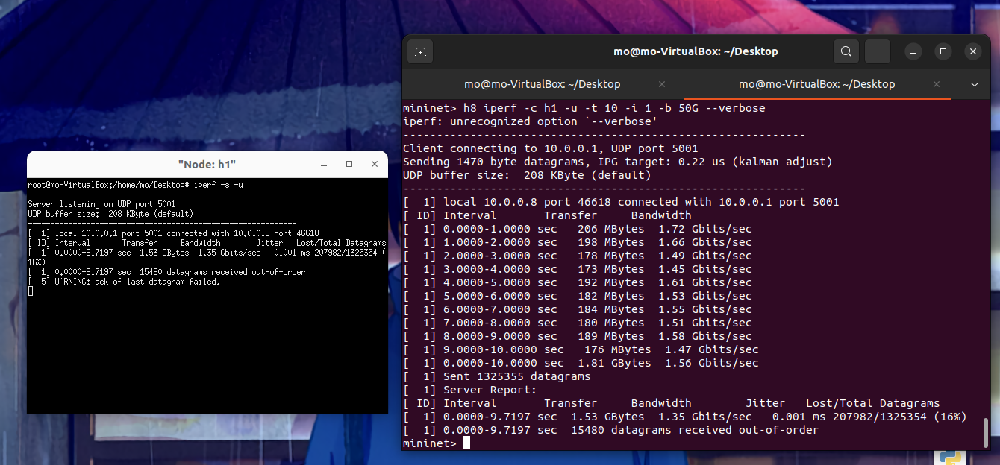 "Node: h1"
root@mo-VirtualBox:/home/mo/Desktop# iperf -s -u
------------------------------------------------------------
Server listening on UDP port 5001
UDP buffer size:  208 KByte (default)
------------------------------------------------------------
[  1] local 10.0.0.1 port 5001 connected with 10.0.0.8 port 46618
[ ID] Interval       Transfer     Bandwidth        Jitter   Lost/Total Datagrams
[  1] 0.0000-9.7197 sec  1.53 GBytes  1.35 Gbits/sec   0.001 ms 207982/1325354 (
16%)
[  1] 0.0000-9.7197 sec  15480 datagrams received out-of-order
[  5] WARNING: ack of last datagram failed.
mo@mo-VirtualBox: ~/Desktop
mo@mo-VirtualBox: ~/Desktop
mo@mo-VirtualBox: ~/Desktop
mininet> h8 iperf -c h1 -u -t 10 -i 1 -b 50G --verbose
iperf: unrecognized option `--verbose'
------------------------------------------------------------
Client connecting to 10.0.0.1, UDP port 5001
Sending 1470 byte datagrams, IPG target: 0.22 us (kalman adjust)
UDP buffer size:  208 KByte (default)
------------------------------------------------------------
[  1] local 10.0.0.8 port 46618 connected with 10.0.0.1 port 5001
[ ID] Interval       Transfer     Bandwidth
[  1] 0.0000-1.0000 sec   206 MBytes  1.72 Gbits/sec
[  1] 1.0000-2.0000 sec   198 MBytes  1.66 Gbits/sec
[  1] 2.0000-3.0000 sec   178 MBytes  1.49 Gbits/sec
[  1] 3.0000-4.0000 sec   173 MBytes  1.45 Gbits/sec
[  1] 4.0000-5.0000 sec   192 MBytes  1.61 Gbits/sec
[  1] 5.0000-6.0000 sec   182 MBytes  1.53 Gbits/sec
[  1] 6.0000-7.0000 sec   184 MBytes  1.55 Gbits/sec
[  1] 7.0000-8.0000 sec   180 MBytes  1.51 Gbits/sec
[  1] 8.0000-9.0000 sec   189 MBytes  1.58 Gbits/sec
[  1] 9.0000-10.0000 sec   176 MBytes  1.47 Gbits/sec
[  1] 0.0000-10.0000 sec  1.81 GBytes  1.56 Gbits/sec
[  1] Sent 1325355 datagrams
[  1] Server Report:
[ ID] Interval       Transfer     Bandwidth        Jitter   Lost/Total Datagrams
[  1] 0.0000-9.7197 sec  1.53 GBytes  1.35 Gbits/sec   0.001 ms 207982/1325354 (16%)
[  1] 0.0000-9.7197 sec  15480 datagrams received out-of-order
mininet>